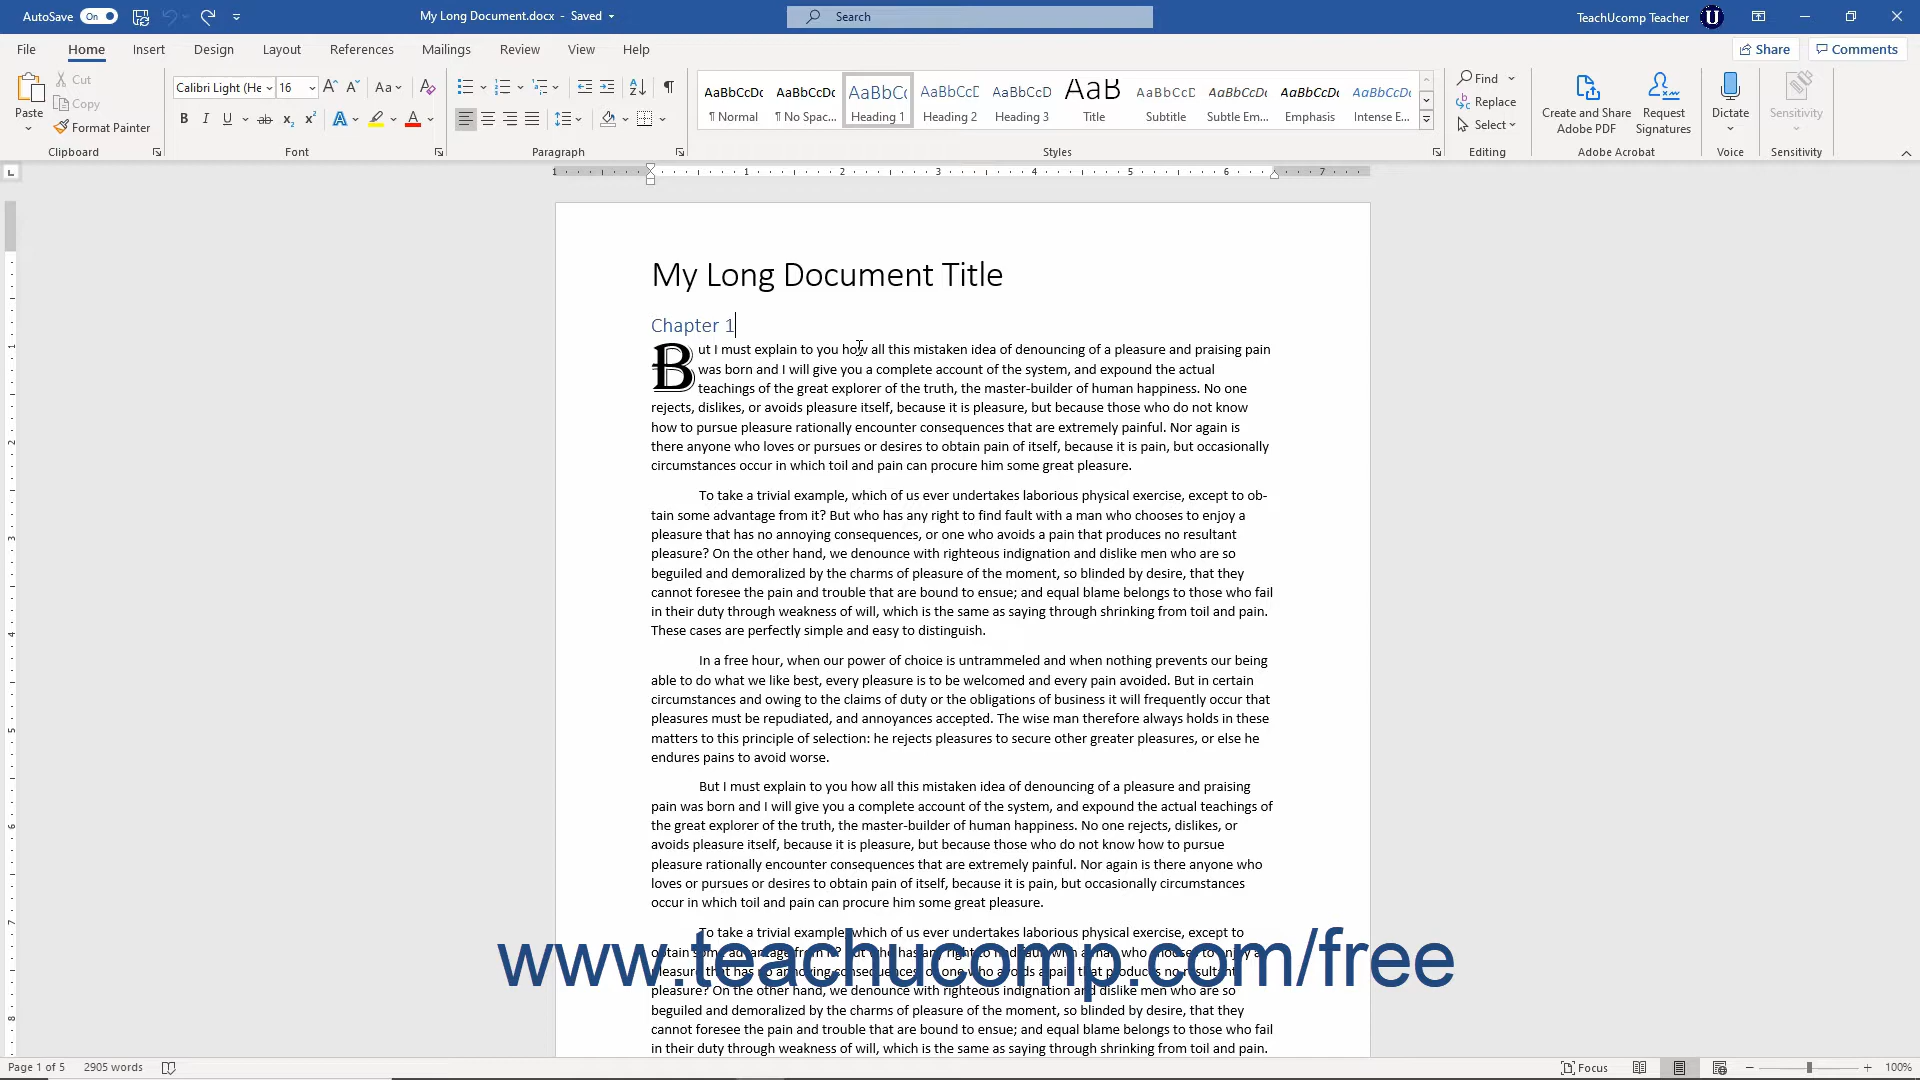 AutoSave On My Long Document.docx - Saved Search TeachUcomp Teacher U
File Home Insert Design Layout References Mailings Review View Help Share Comments
Paste Cut Copy Format Painter
Clipboard
Calibri Light (He 16
Font
Paragraph
AaBbCcDc AaBbCcDc AaBbCc AaBbCcD AaBbCcD AaB AaBbCcD AaBbCcDc AaBbCcDc AaBbCcDc
¶ Normal ¶ No Spac... Heading 1 Heading 2 Heading 3 Title Subtitle Subtle Em... Emphasis Intense E...
Styles
Find
Replace
Select
Editing
Create and Share Adobe PDF
Request Signatures
Adobe Acrobat
Dictate
Voice
Sensitivity
Sensitivity
1 1 2 3 4 5 6 7
My Long Document Title
Chapter 1
But I must explain to you how all this mistaken idea of denouncing of a pleasure and praising pain
was born and I will give you a complete account of the system, and expound the actual
teachings of the great explorer of the truth, the master-builder of human happiness. No one
rejects, dislikes, or avoids pleasure itself, because it is pleasure, but because those who do not know
how to pursue pleasure rationally encounter consequences that are extremely painful. Nor again is
there anyone who loves or pursues or desires to obtain pain of itself, because it is pain, but occasionally
circumstances occur in which toil and pain can procure him some great pleasure.
To take a trivial example, which of us ever undertakes laborious physical exercise, except to ob-
tain some advantage from it? But who has any right to find fault with a man who chooses to enjoy a
pleasure that has no annoying consequences, or one who avoids a pain that produces no resultant
pleasure? On the other hand, we denounce with righteous indignation and dislike men who are so
beguiled and demoralized by the charms of pleasure of the moment, so blinded by desire, that they
cannot foresee the pain and trouble that are bound to ensue; and equal blame belongs to those who fail
in their duty through weakness of will, which is the same as saying through shrinking from toil and pain.
These cases are perfectly simple and easy to distinguish.
In a free hour, when our power of choice is untrammeled and when nothing prevents our being
able to do what we like best, every pleasure is to be welcomed and every pain avoided. But in certain
circumstances and owing to the claims of duty or the obligations of business it will frequently occur that
pleasures must be repudiated, and annoyances accepted. The wise man therefore always holds in these
matters to this principle of selection: he rejects pleasures to secure other greater pleasures, or else he
endures pains to avoid worse.
But I must explain to you how all this mistaken idea of denouncing of a pleasure and praising
pain was born and I will give you a complete account of the system, and expound the actual teachings of
the great explorer of the truth, the master-builder of human happiness. No one rejects, dislikes, or
avoids pleasure itself, because it is pleasure, but because those who do not know how to pursue
pleasure rationally encounter consequences that are extremely painful. Nor again is there anyone who
loves or pursues or desires to obtain pain of itself, because it is pain, but occasionally circumstances
occur in which toil and pain can procure him some great pleasure.
To take a trivial example, which of us ever undertakes laborious physical exercise, except to
obtain some advantage from it? But who has any right to find fault with a man who chooses to enjoy a
www.teachucomp.com/free
pleasure that has no annoying consequences, or one who avoids a pain that produces no resultant
pleasure? On the other hand, we denounce with righteous indignation and dislike men who are so
beguiled and demoralized by the charms of pleasure of the moment, so blinded by desire, that they
cannot foresee the pain and trouble that are bound to ensue; and equal blame belongs to those who fail
in their duty through weakness of will, which is the same as saying through shrinking from toil and pain.
Page 1 of 5 2905 words Focus 100%